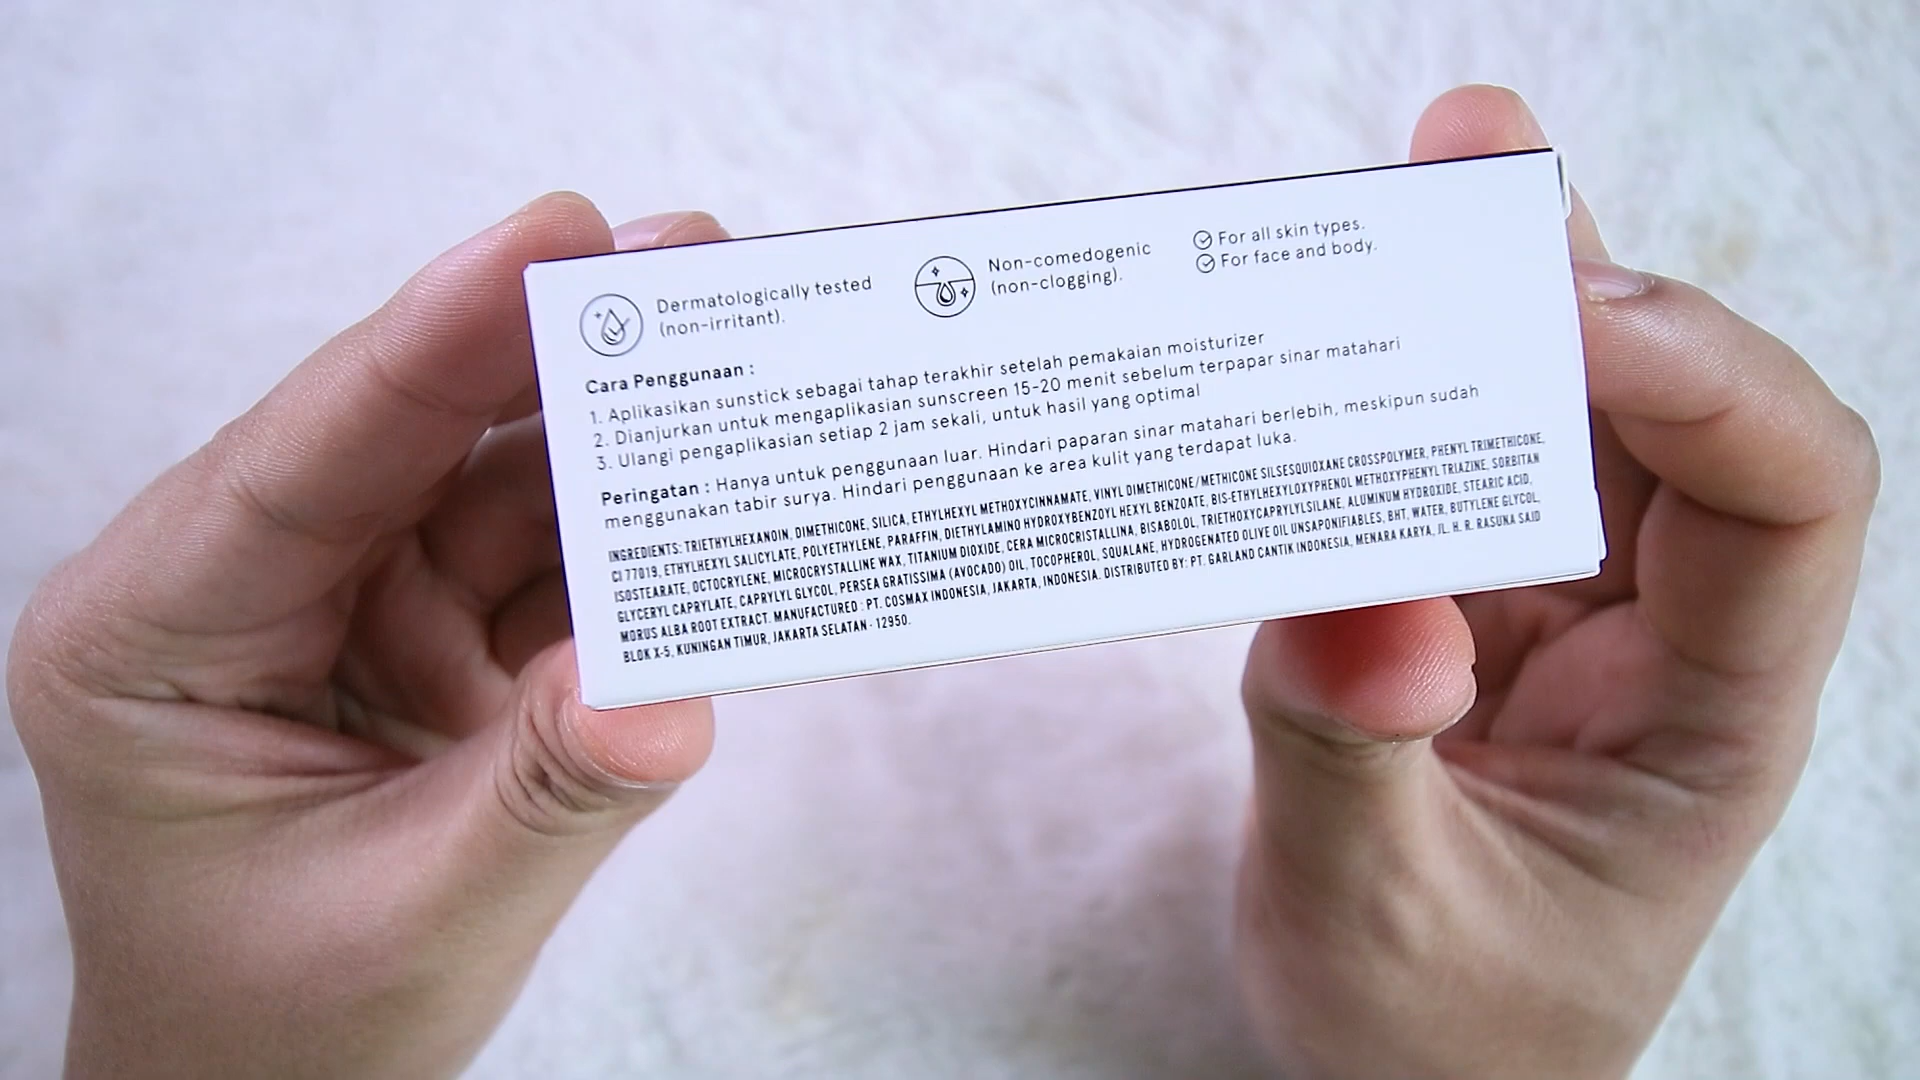 Dermatologically tested
(non-irritant).
Non-comedogenic
(non-clogging).
For all skin types.
For face and body.
Cara Penggunaan :
1. Aplikasikan sunstick sebagai tahap terakhir setelah pemakaian moisturizer
2. Dianjurkan untuk mengaplikasian sunscreen 15-20 menit sebelum terpapar sinar matahari
3. Ulangi pengaplikasian setiap 2 jam sekali, untuk hasil yang optimal
Peringatan : Hanya untuk penggunaan luar. Hindari paparan sinar matahari berlebih, meskipun sudah
menggunakan tabir surya. Hindari penggunaan ke area kulit yang terdapat luka.
INGREDIENTS: TRIETHYLHEXANOIN, DIMETHICONE, SILICA, ETHYLHEXYL METHOXYCINNAMATE, VINYL DIMETHICONE/METHICONE SILSESQUIOXANE CROSSPOLYMER, PHENYL TRIMETHICONE,
CI 77019, ETHYLHEXYL SALICYLATE, POLYETHYLENE, PARAFFIN, DIETHYLAMINO HYDROXYBENZOYL HEXYL BENZOATE, BIS-ETHYLHEXYLOXYPHENOL METHOXYPHENYL TRIAZINE, SORBITAN
ISOSTEARATE, OCTOCRYLENE, MICROCRYSTALLINE WAX, TITANIUM DIOXIDE, CERA MICROCRISTALLINA, BISABOLOL, TRIETHOXYCAPRYLYLSILANE, ALUMINUM HYDROXIDE, STEARIC ACID,
GLYCERYL CAPRYLATE, CAPRYLYL GLYCOL, PERSEA GRATISSIMA (AVOCADO) OIL, TOCOPHEROL, SQUALANE, HYDROGENATED OLIVE OIL UNSAPONIFIABLES, BHT, WATER, BUTYLENE GLYCOL,
MORUS ALBA ROOT EXTRACT. MANUFACTURED : PT. COSMAX INDONESIA, JAKARTA, INDONESIA. DISTRIBUTED BY: PT. GARLAND CANTIK INDONESIA, MENARA KARYA, JL. H. R. RASUNA SAID
BLOK X-5, KUNINGAN TIMUR, JAKARTA SELATAN - 12950.